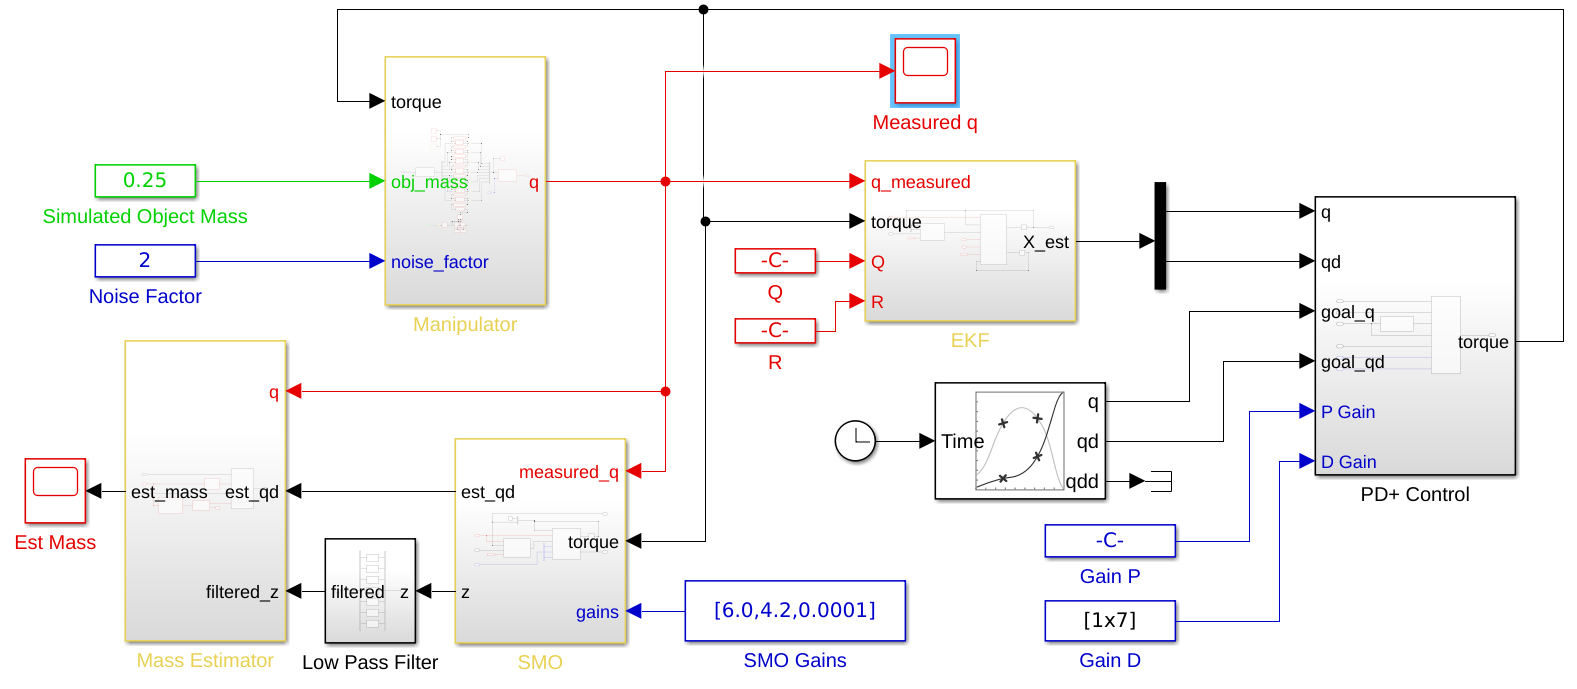 torque
Measured q
0.25
obj_mass
q
q_measured
Simulated Object Mass
torque
q
X_est
2
noise_factor
-C-
Q
qd
Noise Factor
Q
R
goal_q
Manipulator
-C-
EKF
torque
R
goal_qd
q
q
P Gain
Time
qd
measured_q
D Gain
qdd
est_mass
est_qd
est_qd
PD+ Control
Est Mass
torque
-C-
Gain P
filtered_z
filtered
z
z
gains
[6.0,4.2,0.0001]
[1x7]
Mass Estimator
Low Pass Filter
SMO
SMO Gains
Gain D